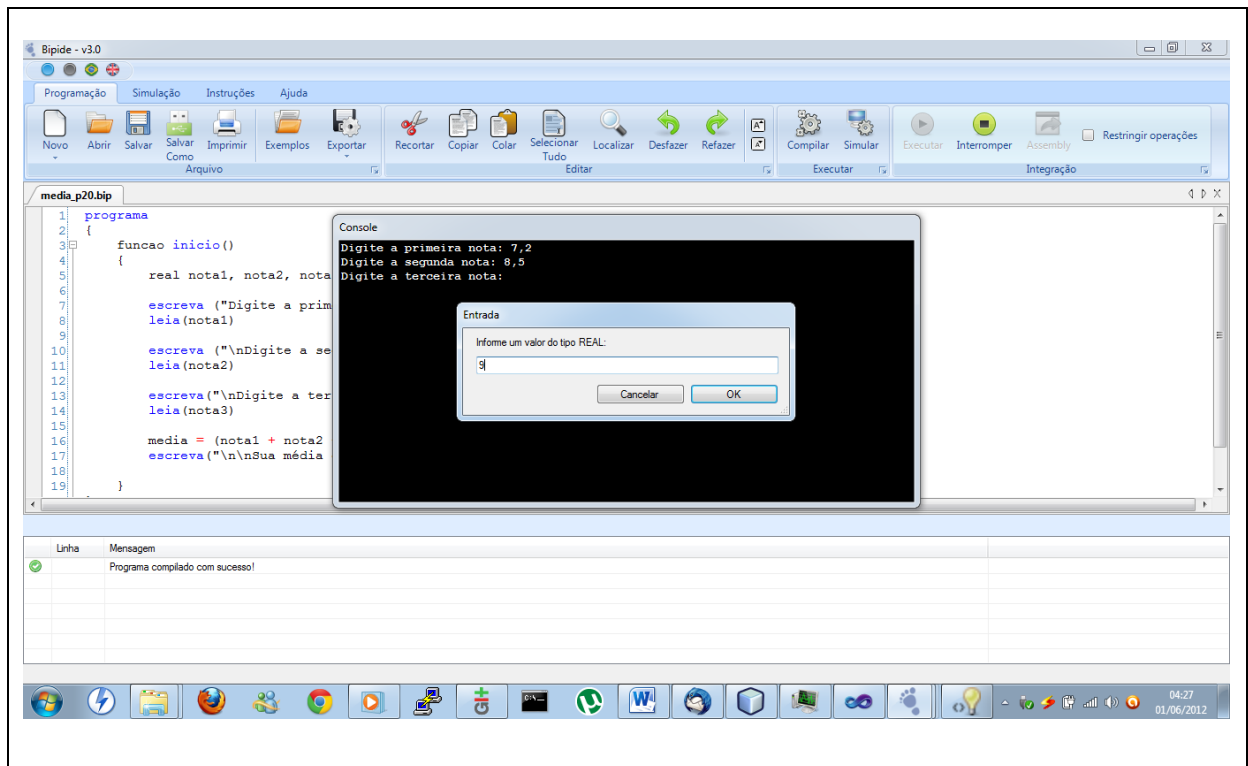 Bipide - v3.0
Programação Simulação Instruções Ajuda
Novo Abrir Salvar Salvar Como Imprimir Exemplos Exportar Recortar Copiar Colar Selecionar Tudo Localizar Desfazer Refazer Compilar Simular Executar Interromper Assembly Restringir operações
Arquivo Editar Executar Integração
media_p20.bip
1 programa
2 {
3 funcao inicio()
4 {
5 real nota1, nota2, nota
6
7 escreva ("Digite a prim
8 leia(nota1)
9
10 escreva ("\nDigite a se
11 leia(nota2)
12
13 escreva("\nDigite a ter
14 leia(nota3)
15
16 media = (nota1 + nota2
17 escreva("\n\nSua média
18
19 }
Console
Digite a primeira nota: 7,2
Digite a segunda nota: 8,5
Digite a terceira nota:
Entrada
Informe um valor do tipo REAL:
9
Cancelar OK
Linha Mensagem
Programa compilado com sucesso!
04:27
01/06/2012